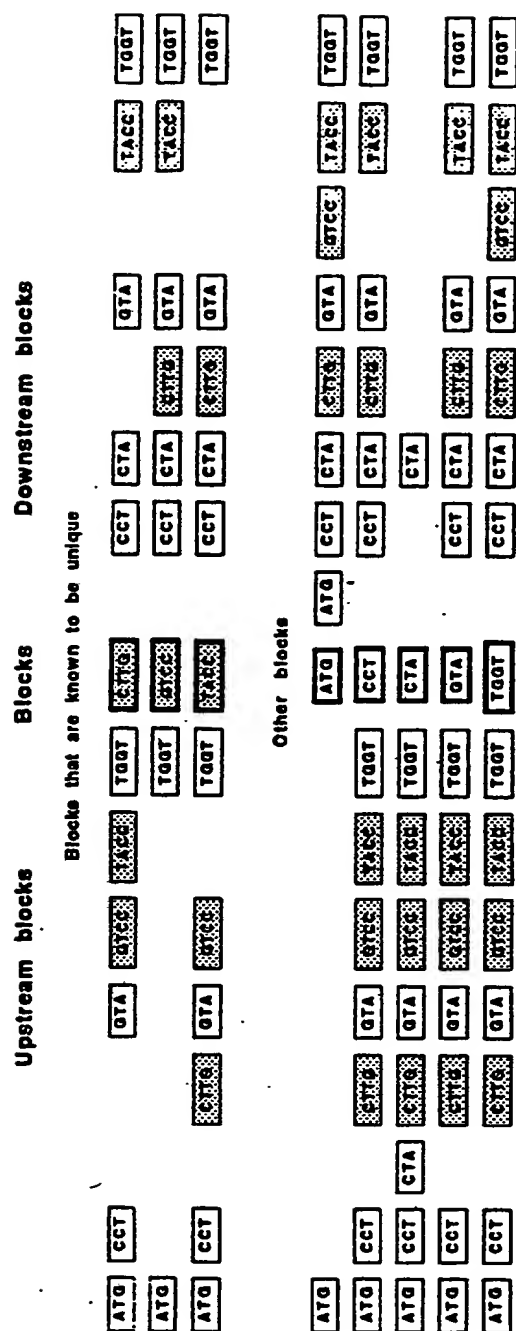 Upstream blocks Blocks Downstream blocks
Blocks that are known to be unique
ATG CCT GTA GTCC TACC TGGT CTTG CCT CTA GTA TACC TGGT
ATG TGGT GTCC CCT CTA CTTG GTA TACC TGGT
ATG CCT CTTG GTA GTCC TGGT TACC CCT CTA CTTG GTA TGGT
Other blocks
ATG ATG ATG CCT CTA CTTG GTA GTCC TACC TGGT
ATG CCT CTTG GTA GTCC TACC TGGT CCT CCT CTA CTTG GTA TACC TGGT
ATG CCT CTA CTTG GTA GTCC TACC TGGT CTA CTA
ATG CCT CTTG GTA GTCC TACC TGGT GTA CCT CTA CTTG GTA TACC TGGT
ATG CCT CTTG GTA GTCC TACC TGGT TGGT CCT CTA CTTG GTA GTCC TACC TGGT